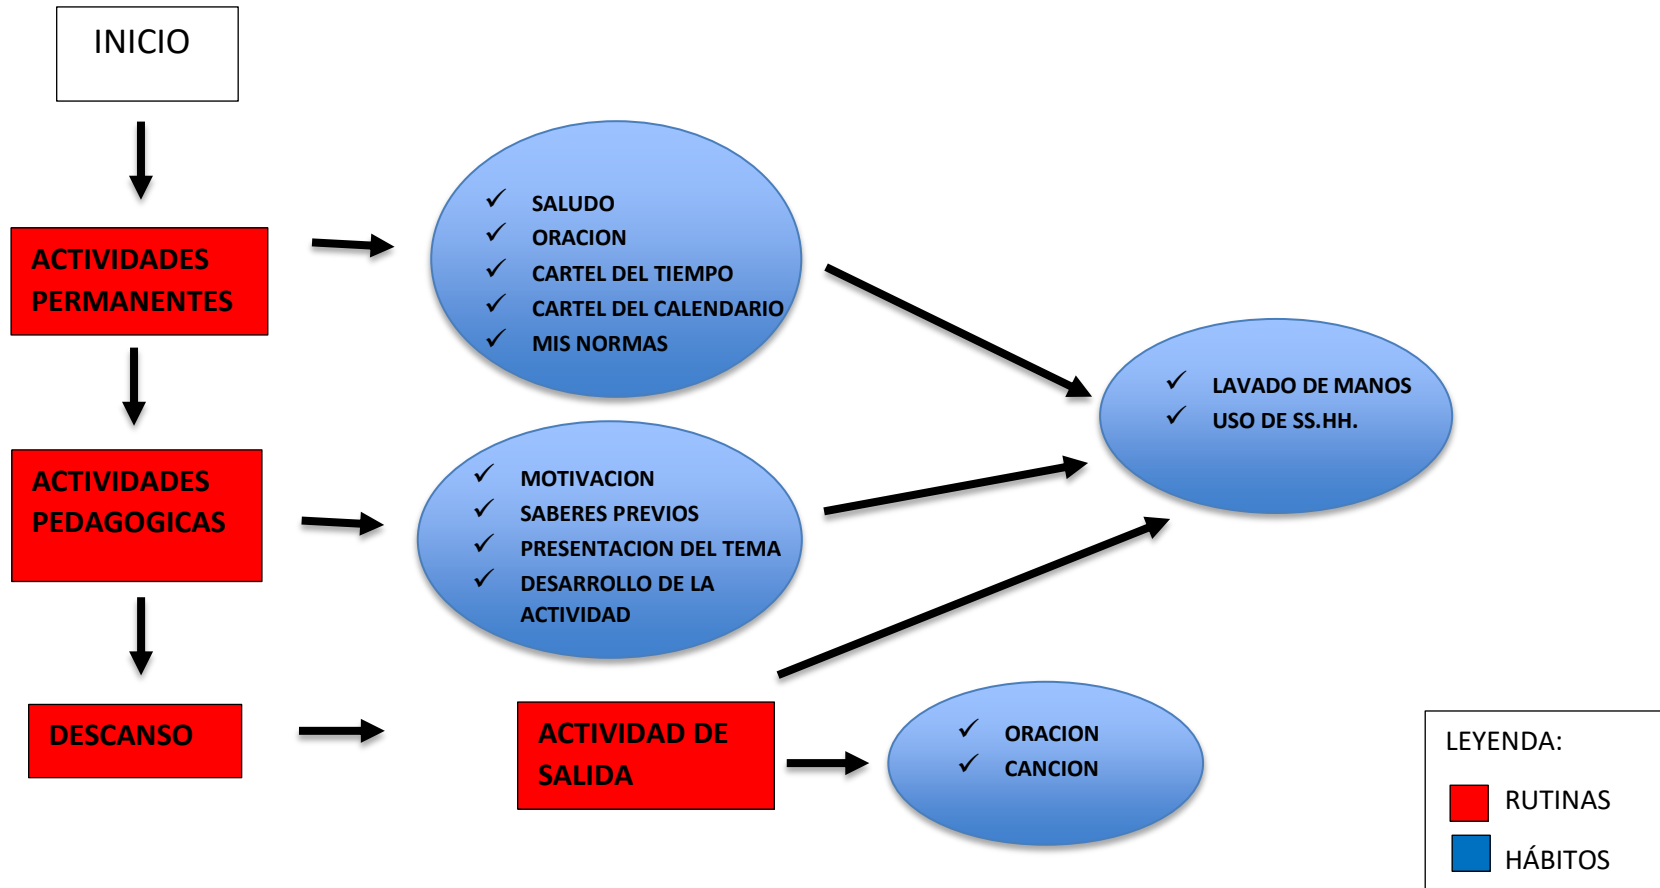 INICIO
ACTIVIDADES
PERMANENTES
SALUDO
ORACION
CARTEL DEL TIEMPO
CARTEL DEL CALENDARIO
MIS NORMAS
LAVADO DE MANOS
USO DE SS.HH.
ACTIVIDADES
PEDAGOGICAS
MOTIVACION
SABERES PREVIOS
PRESENTACION DEL TEMA
DESARROLLO DE LA
ACTIVIDAD
DESCANSO
ACTIVIDAD DE
SALIDA
ORACION
CANCION
LEYENDA:
RUTINAS
HÁBITOS